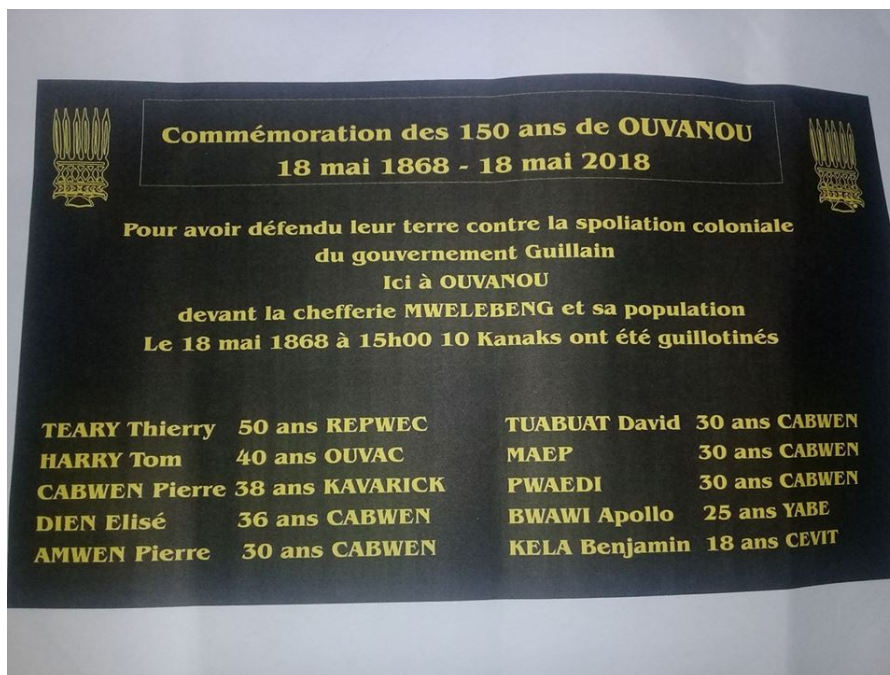 Commémoration des 150 ans de OUVANOU
18 mai 1868 - 18 mai 2018
Pour avoir défendu leur terre contre la spoliation coloniale
du gouvernement Guillain
Ici à OUVANOU
devant la chefferie MWELEBENG et sa population
Le 18 mai 1868 à 15h00 10 Kanaks ont été guillotinés
TEARY Thierry 50 ans REPWEC
HARRY Tom 40 ans OUVAC
CABWEN Pierre 38 ans KAVARICK
DIEN Elisé 36 ans CABWEN
AMWEN Pierre 30 ans CABWEN
TUABUAT David 30 ans CABWEN
MAEP 30 ans CABWEN
PWAEDI 30 ans CABWEN
BWAWI Apollo 25 ans YABE
KELA Benjamin 18 ans CEVIT